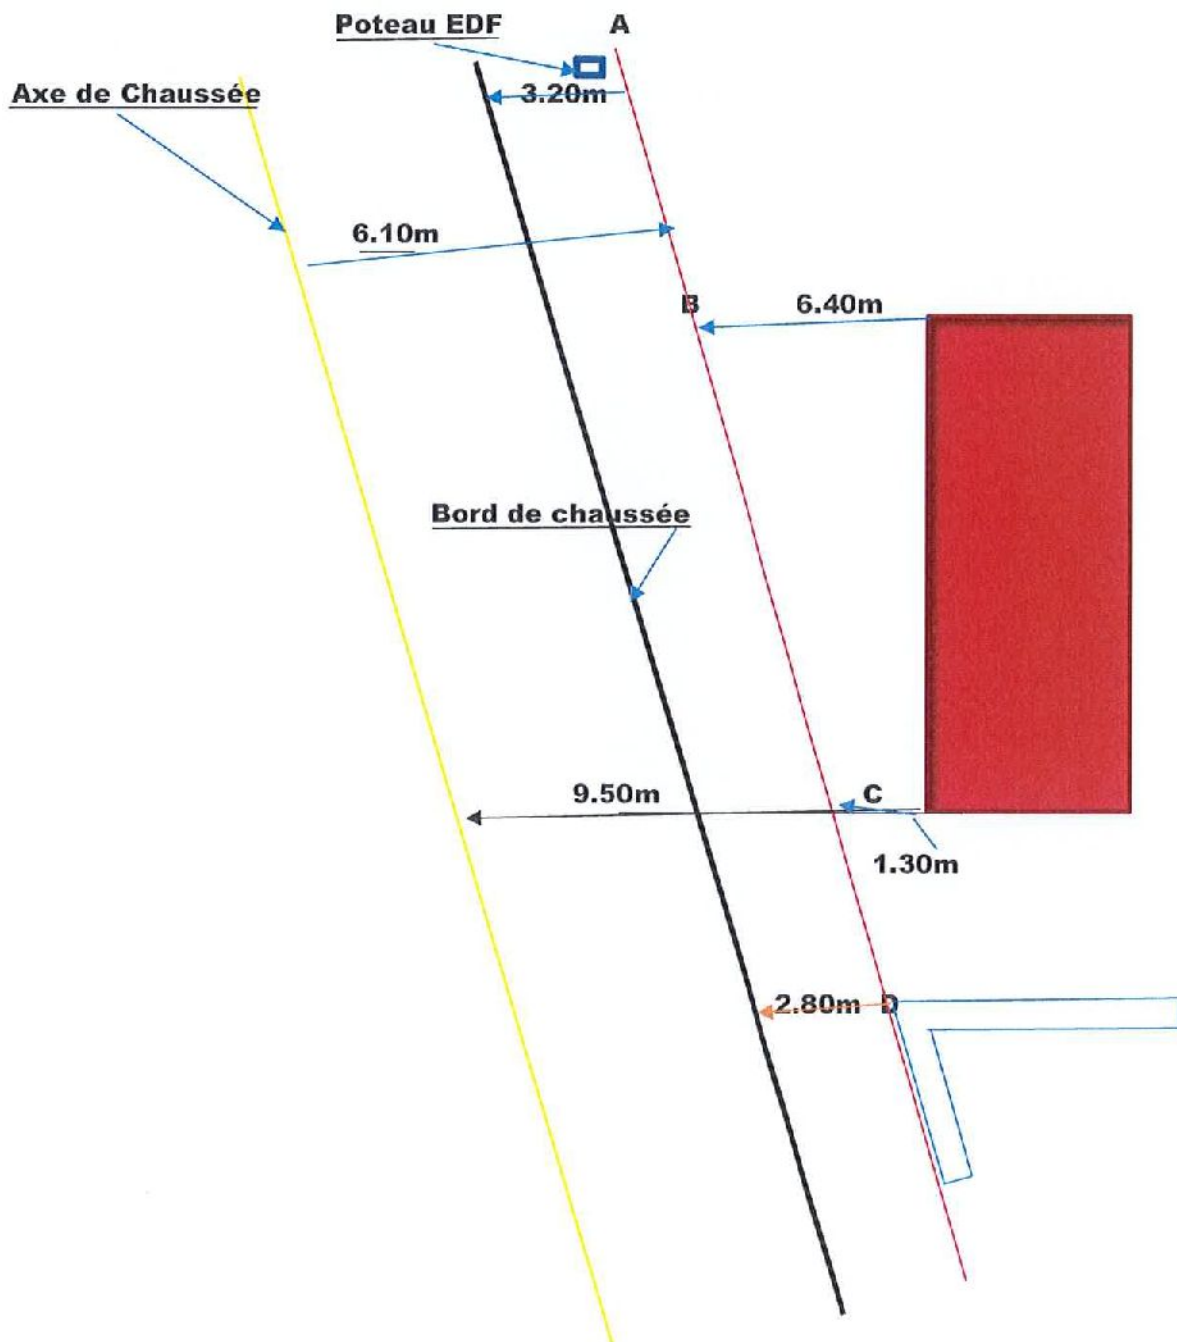 Poteau EDF
A
Axe de Chaussée
3.20m
6.10m
B
6.40m
Bord de chaussée
9.50m
C
1.30m
2.80m
D